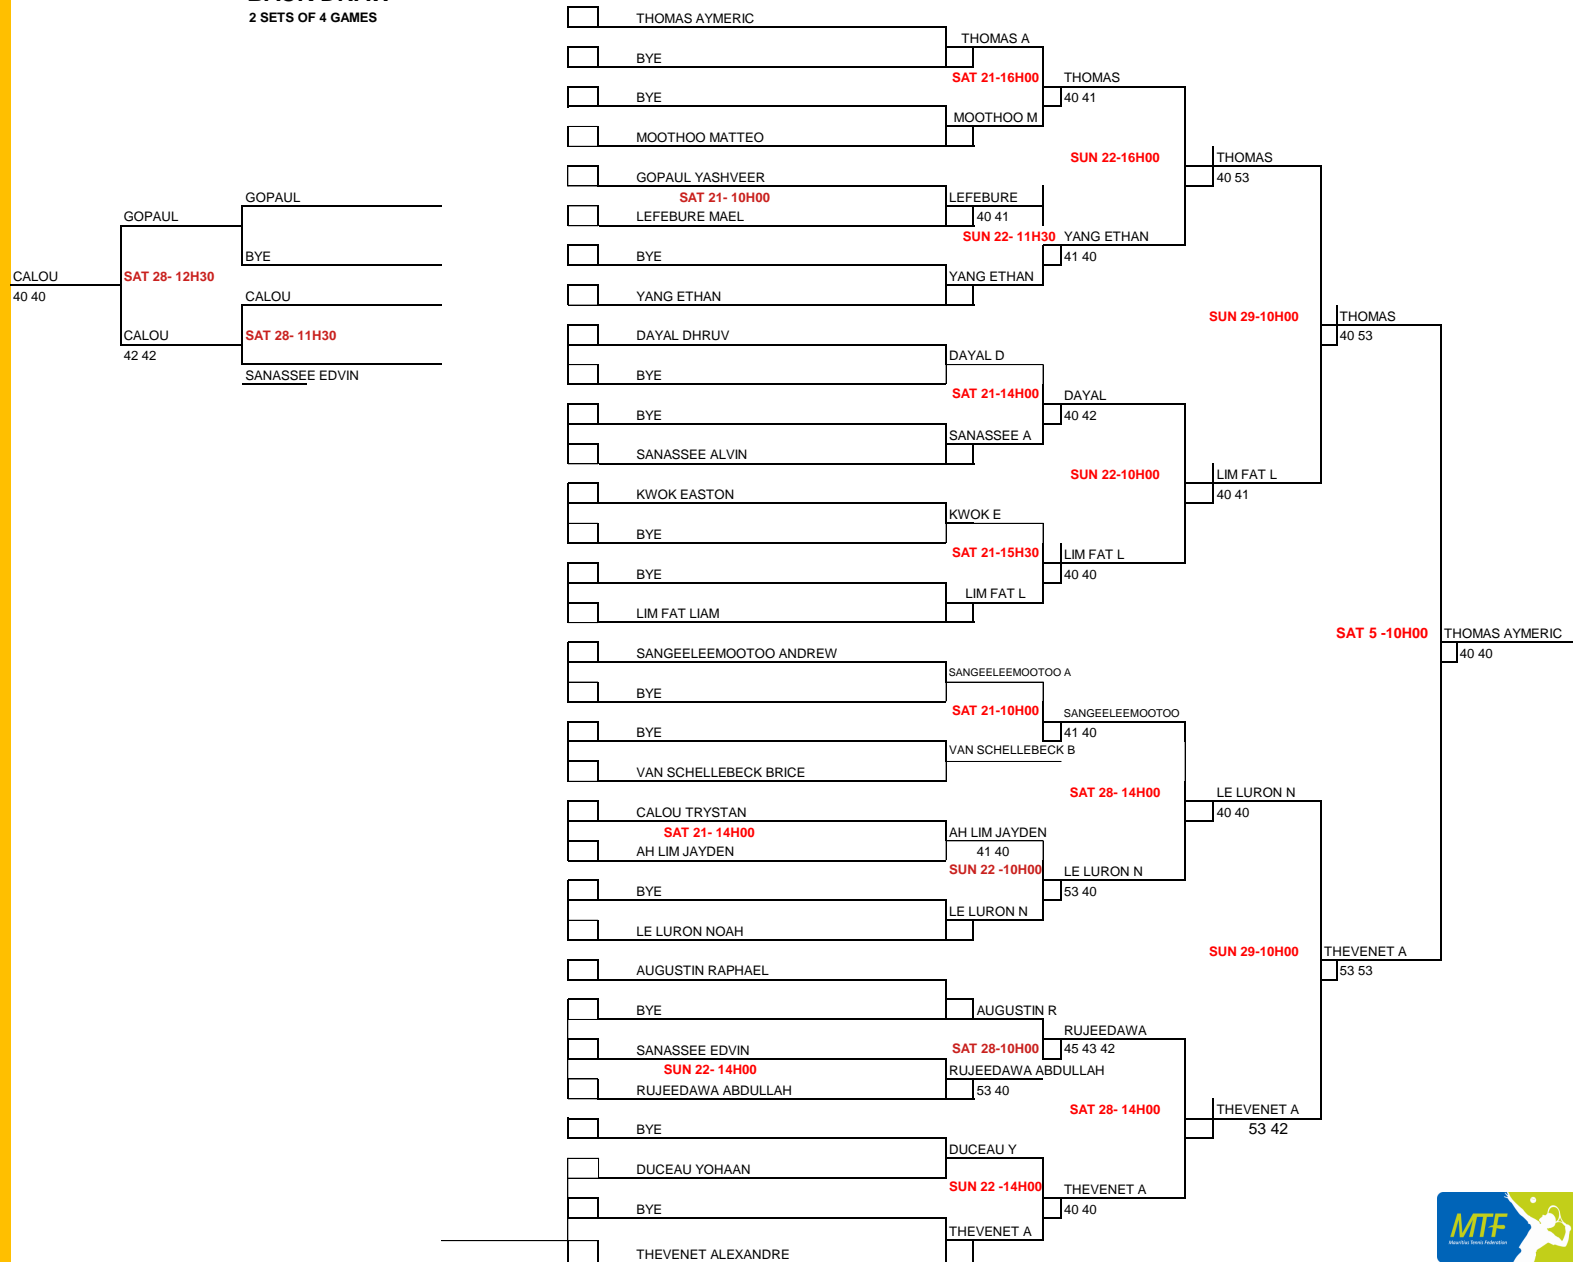 2 SETS OF 4 GAMES
THOMAS AYMERIC
THOMAS A
BYE
SAT 21-16H00
THOMAS
BYE
40 41
MOOTHOO M
MOOTHOO MATTEO
SUN 22-16H00
THOMAS
GOPAUL YASHVEER
40 53
GOPAUL
SAT 21- 10H00
LEFEBURE
GOPAUL
LEFEBURE MAEL
40 41
SUN 22- 11H30
YANG ETHAN
BYE
BYE
41 40
CALOU
SAT 28- 12H30
YANG ETHAN
40 40
CALOU
YANG ETHAN
SUN 29-10H00
THOMAS
CALOU
SAT 28- 11H30
DAYAL DHRUV
40 53
42 42
DAYAL D
SANASSEE EDVIN
BYE
SAT 21-14H00
DAYAL
BYE
40 42
SANASSEE A
SANASSEE ALVIN
SUN 22-10H00
LIM FAT L
KWOK EASTON
40 41
KWOK E
BYE
SAT 21-15H30
LIM FAT L
BYE
40 40
LIM FAT L
LIM FAT LIAM
SAT 5 -10H00
THOMAS AYMERIC
SANGEELEEMOOTOO ANDREW
40 40
SANGEELEEMOOTOO A
BYE
SAT 21-10H00
SANGEELEEMOOTOO
BYE
41 40
VAN SCHELLEBECK B
VAN SCHELLEBECK BRICE
SAT 28- 14H00
LE LURON N
CALOU TRYSTAN
40 40
SAT 21- 14H00
AH LIM JAYDEN
AH LIM JAYDEN
41 40
SUN 22 -10H00
LE LURON N
BYE
53 40
LE LURON N
LE LURON NOAH
SUN 29-10H00
THEVENET A
AUGUSTIN RAPHAEL
53 53
BYE
AUGUSTIN R
RUJEEDAWA
SANASSEE EDVIN
SAT 28-10H00
45 43 42
SUN 22- 14H00
RUJEEDAWA ABDULLAH
RUJEEDAWA ABDULLAH
53 40
SAT 28- 14H00
THEVENET A
BYE
53 42
DUCEAU Y
DUCEAU YOHAAN
SUN 22 -14H00
THEVENET A
BYE
40 40
THEVENET A
THEVENET ALEXANDRE
MTF
Mauritius Tennis Federation